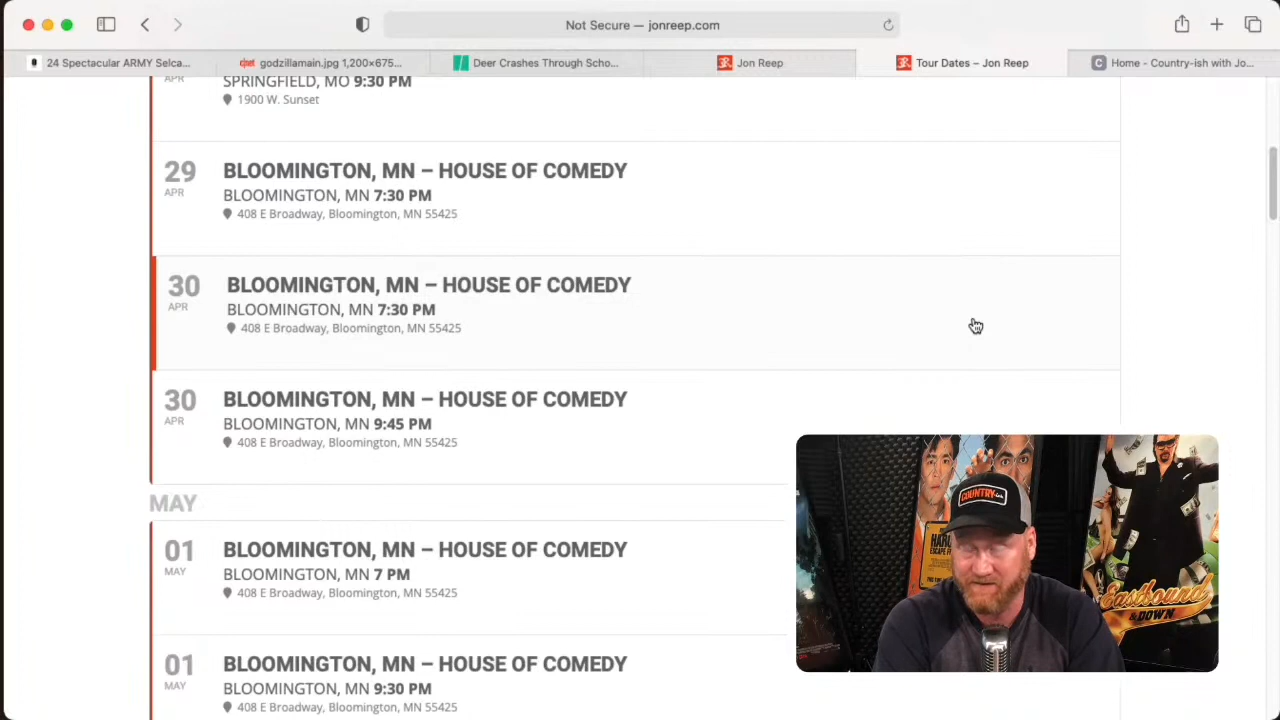 Not Secure — jonreep.com
24 Spectacular ARMY Selca...
godzillamain.jpg 1,200×675...
Deer Crashes Through Scho...
Jon Reep
Tour Dates – Jon Reep
Home - Country-ish with Jo...
APR
SPRINGFIELD, MO 9:30 PM
1900 W. Sunset
29
APR
BLOOMINGTON, MN – HOUSE OF COMEDY
BLOOMINGTON, MN 7:30 PM
408 E Broadway, Bloomington, MN 55425
30
APR
BLOOMINGTON, MN – HOUSE OF COMEDY
BLOOMINGTON, MN 7:30 PM
408 E Broadway, Bloomington, MN 55425
30
APR
BLOOMINGTON, MN – HOUSE OF COMEDY
BLOOMINGTON, MN 9:45 PM
408 E Broadway, Bloomington, MN 55425
MAY
01
MAY
BLOOMINGTON, MN – HOUSE OF COMEDY
BLOOMINGTON, MN 7 PM
408 E Broadway, Bloomington, MN 55425
01
MAY
BLOOMINGTON, MN – HOUSE OF COMEDY
BLOOMINGTON, MN 9:30 PM
408 E Broadway, Bloomington, MN 55425
COUNTRY-ish
Eastbound
& DOWN